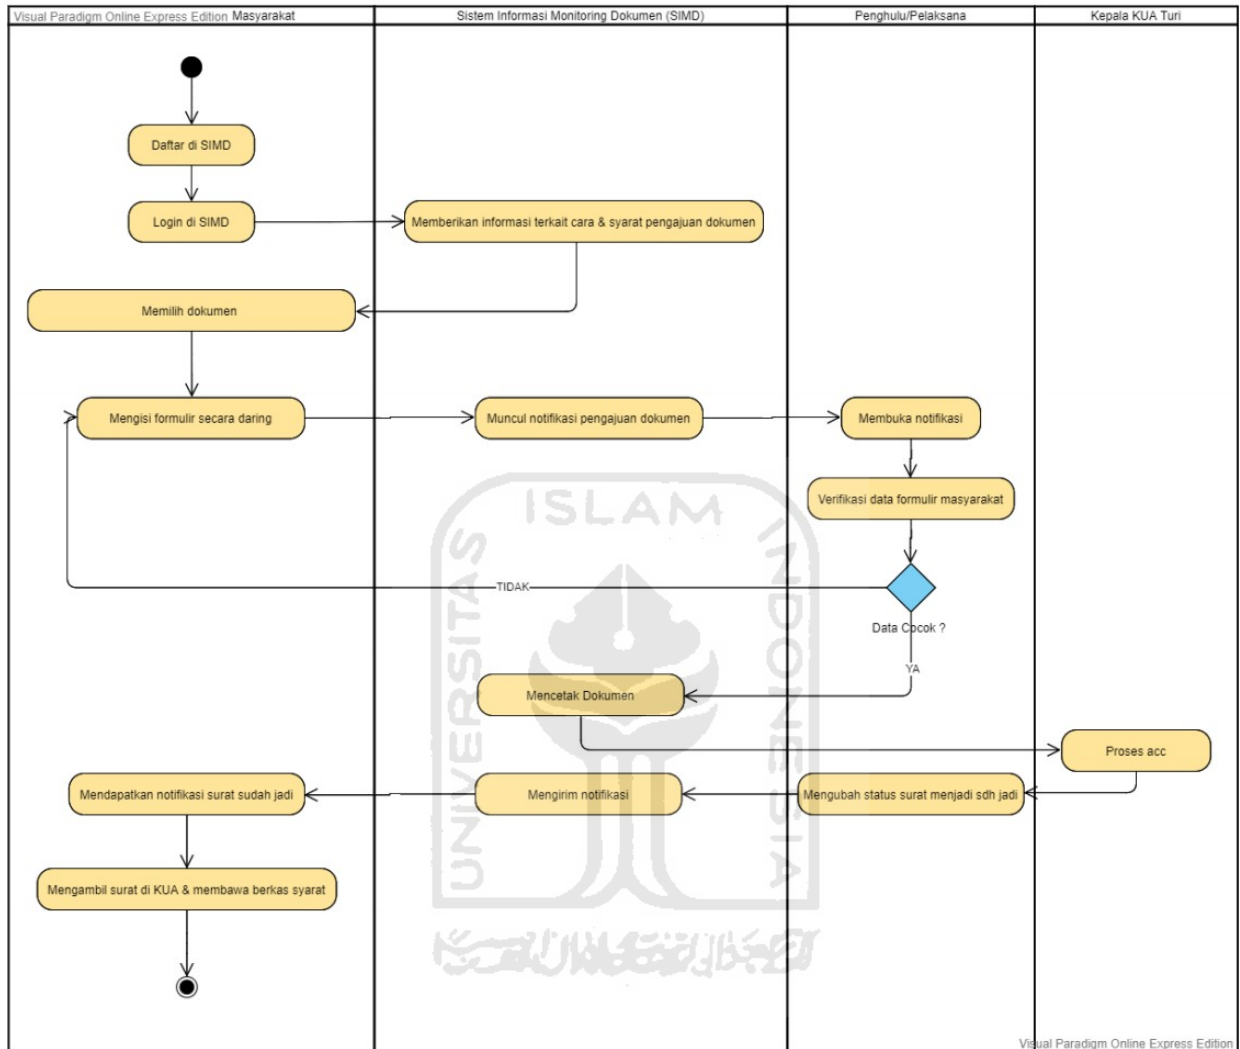 Visual Paradigm Online Express Edition Masyarakat
Sistem Informasi Monitoring Dokumen (SIMD)
Penghulu/Pelaksana
Kepala KUA Turi
Daftar di SIMD
Login di SIMD
Memberikan informasi terkait cara & syarat pengajuan dokumen
Memilih dokumen
Mengisi formulir secara daring
Muncul notifikasi pengajuan dokumen
Membuka notifikasi
Verifikasi data formulir masyarakat
TIDAK
Data Cocok ?
YA
Mencetak Dokumen
Proses acc
Mengubah status surat menjadi sdh jadi
Mengirim notifikasi
Mendapatkan notifikasi surat sudah jadi
Mengambil surat di KUA & membawa berkas syarat
UNIVERSITAS
ISLAM
INDONESIA
Visual Paradigm Online Express Edition